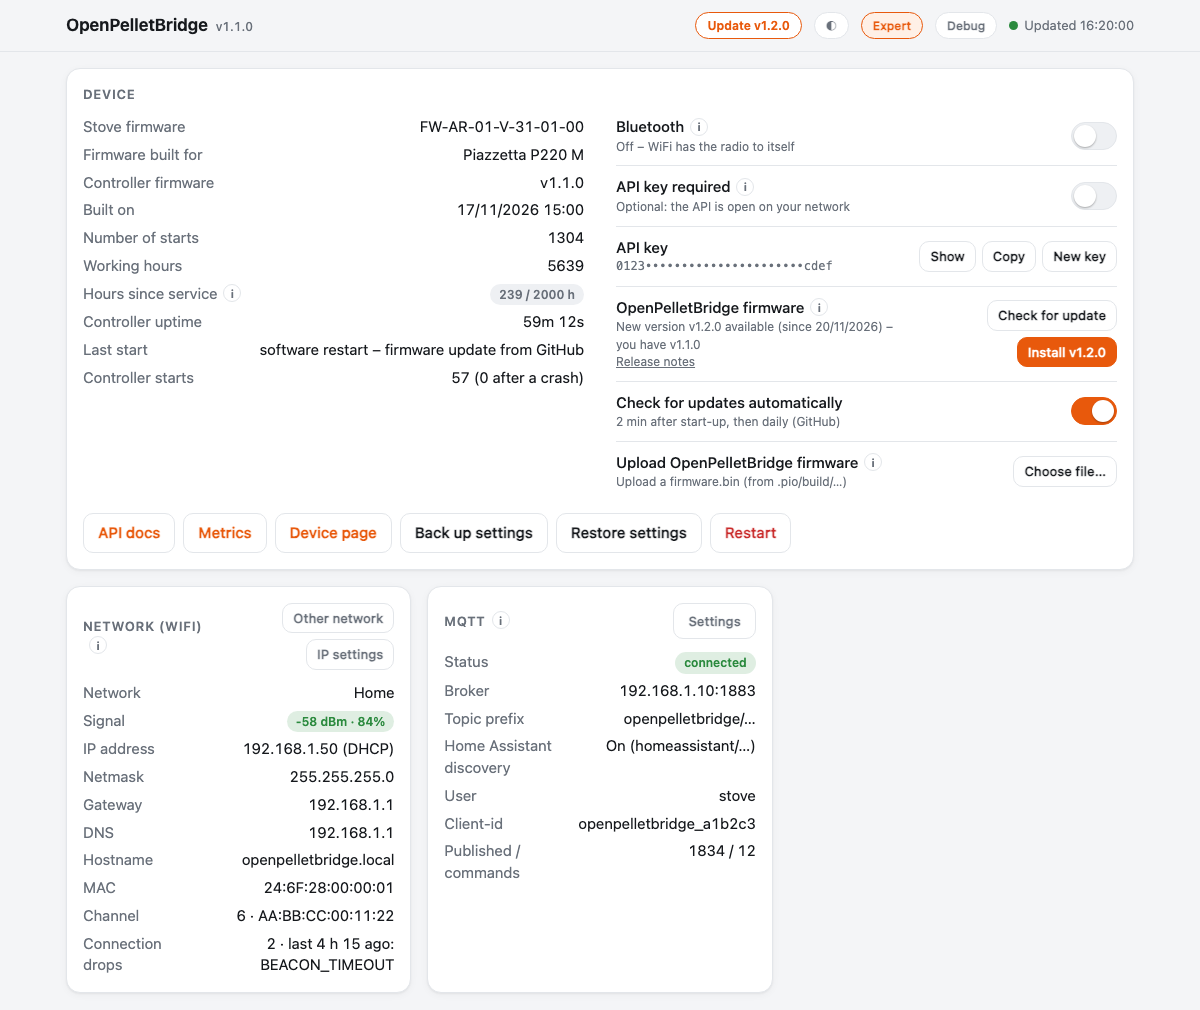 OpenPelletBridge v1.1.0
Update v1.2.0
Expert
Debug
Updated 16:20:00
DEVICE
Stove firmware FW-AR-01-V-31-01-00
Firmware built for Piazzetta P220 M
Controller firmware v1.1.0
Built on 17/11/2026 15:00
Number of starts 1304
Working hours 5639
Hours since service i 239 / 2000 h
Controller uptime 59m 12s
Last start software restart – firmware update from GitHub
Controller starts 57 (0 after a crash)
Bluetooth i
Off – WiFi has the radio to itself
API key required i
Optional: the API is open on your network
API key
0123••••••••••••••••••••••cdef
Show
Copy
New key
OpenPelletBridge firmware i
New version v1.2.0 available (since 20/11/2026) –
you have v1.1.0
Release notes
Check for update
Install v1.2.0
Check for updates automatically
2 min after start-up, then daily (GitHub)
Upload OpenPelletBridge firmware i
Upload a firmware.bin (from .pio/build/...)
Choose file...
API docs
Metrics
Device page
Back up settings
Restore settings
Restart
NETWORK (WIFI)
i
Other network
IP settings
Network Home
Signal -58 dBm · 84%
IP address 192.168.1.50 (DHCP)
Netmask 255.255.255.0
Gateway 192.168.1.1
DNS 192.168.1.1
Hostname openpelletbridge.local
MAC 24:6F:28:00:00:01
Channel 6 · AA:BB:CC:00:11:22
Connection 2 · last 4 h 15 ago:
drops BEACON_TIMEOUT
MQTT i
Settings
Status connected
Broker 192.168.1.10:1883
Topic prefix openpelletbridge/...
Home Assistant On (homeassistant/...)
discovery
User stove
Client-id openpelletbridge_a1b2c3
Published / 1834 / 12
commands